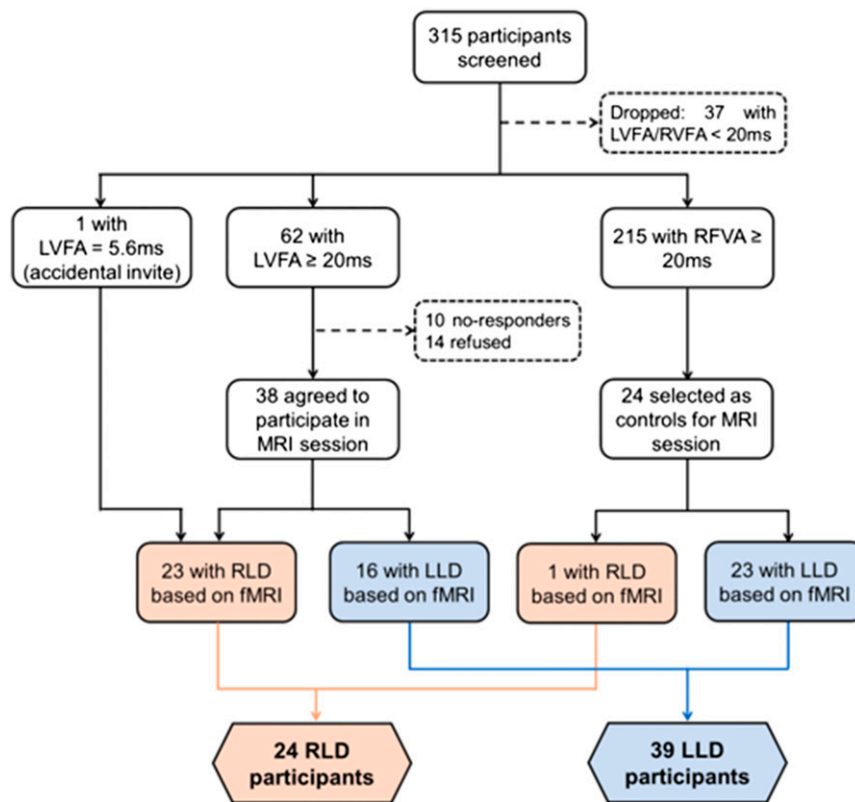 315 participants
screened
Dropped: 37 with
LVFA/RVFA < 20ms
1 with
LVFA = 5.6ms
(accidental invite)
62 with
LVFA ≥ 20ms
215 with RFVA ≥
20ms
10 no-responders
14 refused
38 agreed to
participate in
MRI session
24 selected as
controls for MRI
session
23 with RLD
based on fMRI
16 with LLD
based on fMRI
1 with RLD
based on fMRI
23 with LLD
based on fMRI
24 RLD
participants
39 LLD
participants